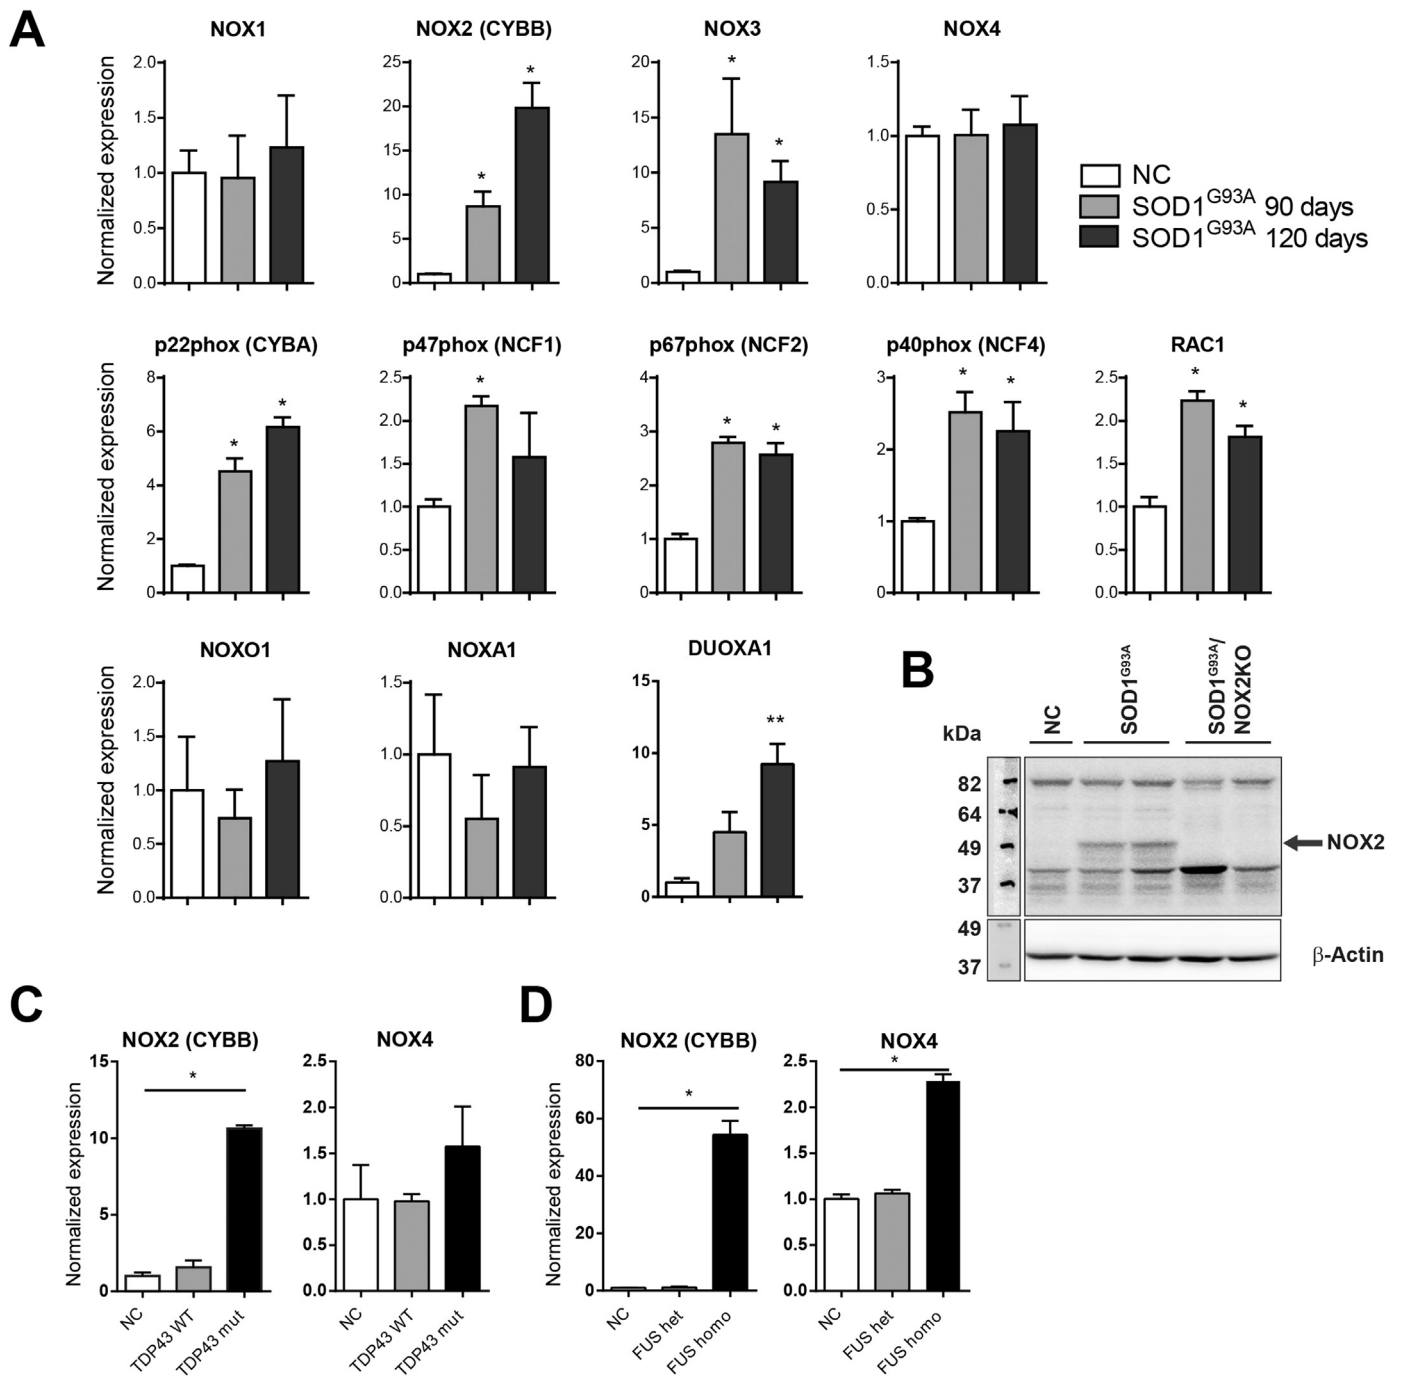 A
NOX1
NOX2 (CYBB)
NOX3
NOX4
Normalized expression
2.0
1.5
1.0
0.5
0.0
25
20
15
10
5
0
*
*
20
15
10
5
0
*
*
1.5
1.0
0.5
0.0
NC
SOD1G93A 90 days
SOD1G93A 120 days
p22phox (CYBA)
p47phox (NCF1)
p67phox (NCF2)
p40phox (NCF4)
RAC1
Normalized expression
8
6
4
2
0
*
*
2.5
2.0
1.5
1.0
0.5
0.0
*
4
3
2
1
0
*
*
3
2
1
0
*
*
2.5
2.0
1.5
1.0
0.5
0.0
*
*
NOXO1
NOXA1
DUOXA1
Normalized expression
2.0
1.5
1.0
0.5
0.0
1.5
1.0
0.5
0.0
15
10
5
0
**
B
kDa
NC
SOD1G93A
SOD1G93A/
NOX2KO
82
64
49
37
NOX2
49
37
β-Actin
C
NOX2 (CYBB)
NOX4
Normalized expression
15
10
5
0
*
NC
TDP43 WT
TDP43 mut
2.5
2.0
1.5
1.0
0.5
0.0
NC
TDP43 WT
TDP43 mut
D
NOX2 (CYBB)
NOX4
Normalized expression
80
60
40
20
0
*
NC
FUS het
FUS homo
2.5
2.0
1.5
1.0
0.5
0.0
*
NC
FUS het
FUS homo